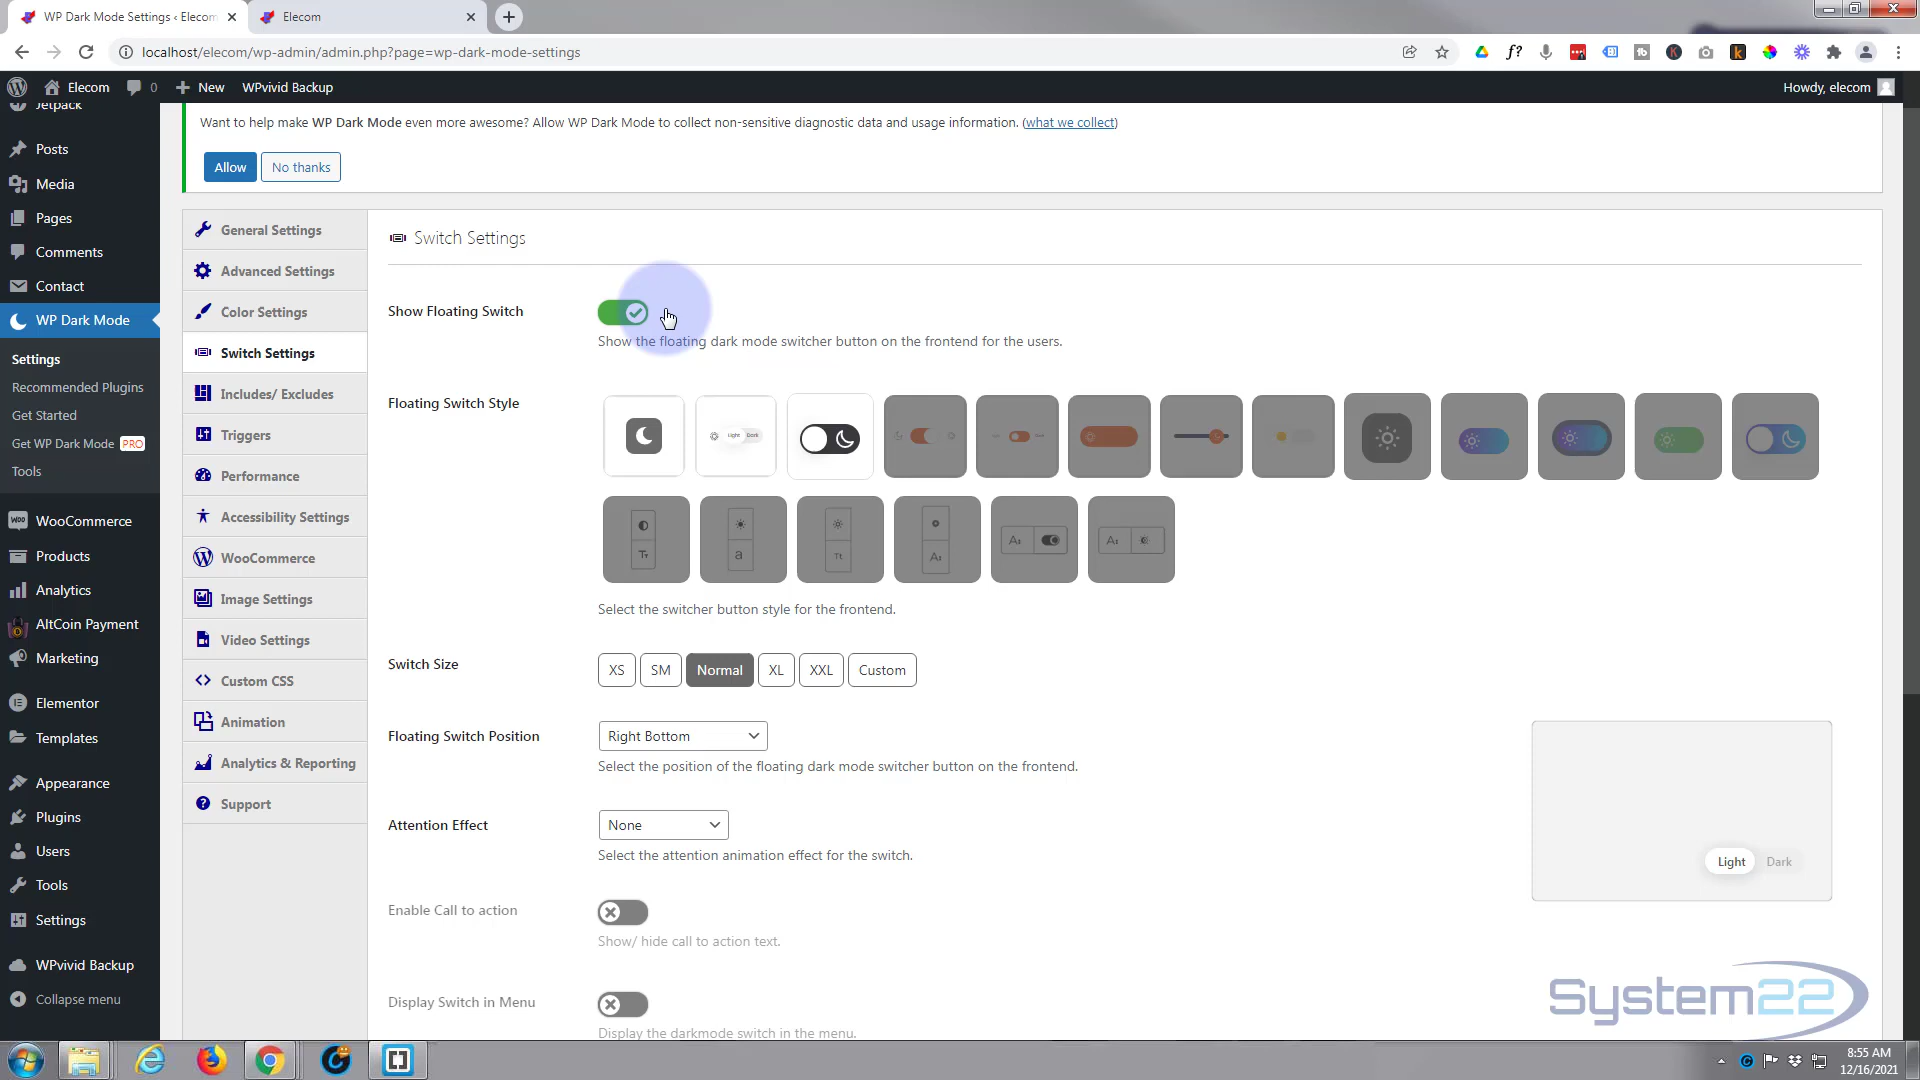 WP Dark Mode Settings ‹ Elecom
Elecom
localhost/elecom/wp-admin/admin.php?page=wp-dark-mode-settings
Elecom
0
New
WPvivid Backup
Howdy, elecom
Jetpack
Posts
Media
Pages
Comments
Contact
WP Dark Mode
Settings
Recommended Plugins
Get Started
Get WP Dark Mode PRO
Tools
WooCommerce
Products
Analytics
AltCoin Payment
Marketing
Elementor
Templates
Appearance
Plugins
Users
Tools
Settings
WPvivid Backup
Collapse menu
Want to help make WP Dark Mode even more awesome? Allow WP Dark Mode to collect non-sensitive diagnostic data and usage information. (what we collect)
Allow
No thanks
General Settings
Advanced Settings
Color Settings
Switch Settings
Includes/ Excludes
Triggers
Performance
Accessibility Settings
WooCommerce
Image Settings
Video Settings
Custom CSS
Animation
Analytics & Reporting
Support
Switch Settings
Show Floating Switch
Show the floating dark mode switcher button on the frontend for the users.
Floating Switch Style
Light Dark
Select the switcher button style for the frontend.
Switch Size
XS SM Normal XL XXL Custom
Floating Switch Position
Right Bottom
Select the position of the floating dark mode switcher button on the frontend.
Attention Effect
None
Select the attention animation effect for the switch.
Light Dark
Enable Call to action
Show/ hide call to action text.
Display Switch in Menu
Display the darkmode switch in the menu.
System22
8:55 AM
12/16/2021